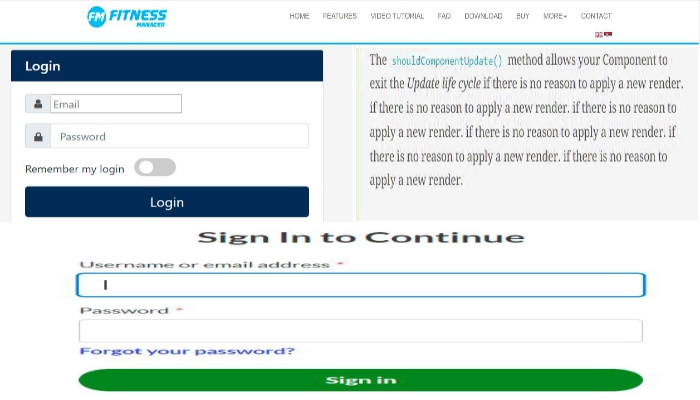 FM FITNESS
MANAGER
HOME FEATURES VIDEO TUTORIAL FAQ DOWNLOAD BUY MORE CONTACT
Login
Email
Password
Remember my login
Login
The shouldComponentUpdate() method allows your Component to
exit the Update life cycle if there is no reason to apply a new render.
if there is no reason to apply a new render. if there is no reason to
apply a new render. if there is no reason to apply a new render. if
there is no reason to apply a new render. if there is no reason to
apply a new render.
Sign In to Continue
Username or email address *
Password *
Forgot your password?
Sign in